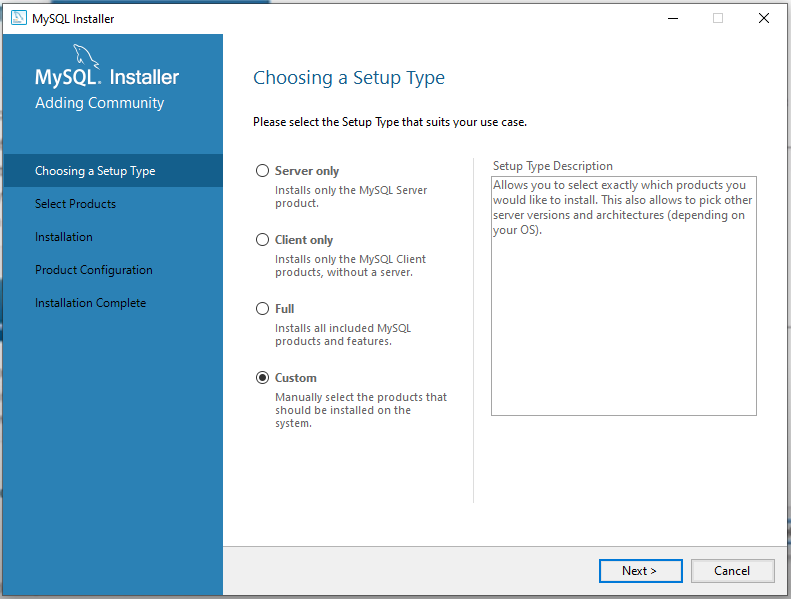 MySQL Installer
MySQL. Installer
Adding Community
Choosing a Setup Type
Select Products
Installation
Product Configuration
Installation Complete
Choosing a Setup Type
Please select the Setup Type that suits your use case.
Server only
Installs only the MySQL Server
product.
Client only
Installs only the MySQL Client
products, without a server.
Full
Installs all included MySQL
products and features.
Custom
Manually select the products that
should be installed on the
system.
Setup Type Description
Allows you to select exactly which products you
would like to install. This also allows to pick other
server versions and architectures (depending on
your OS).
Next >
Cancel